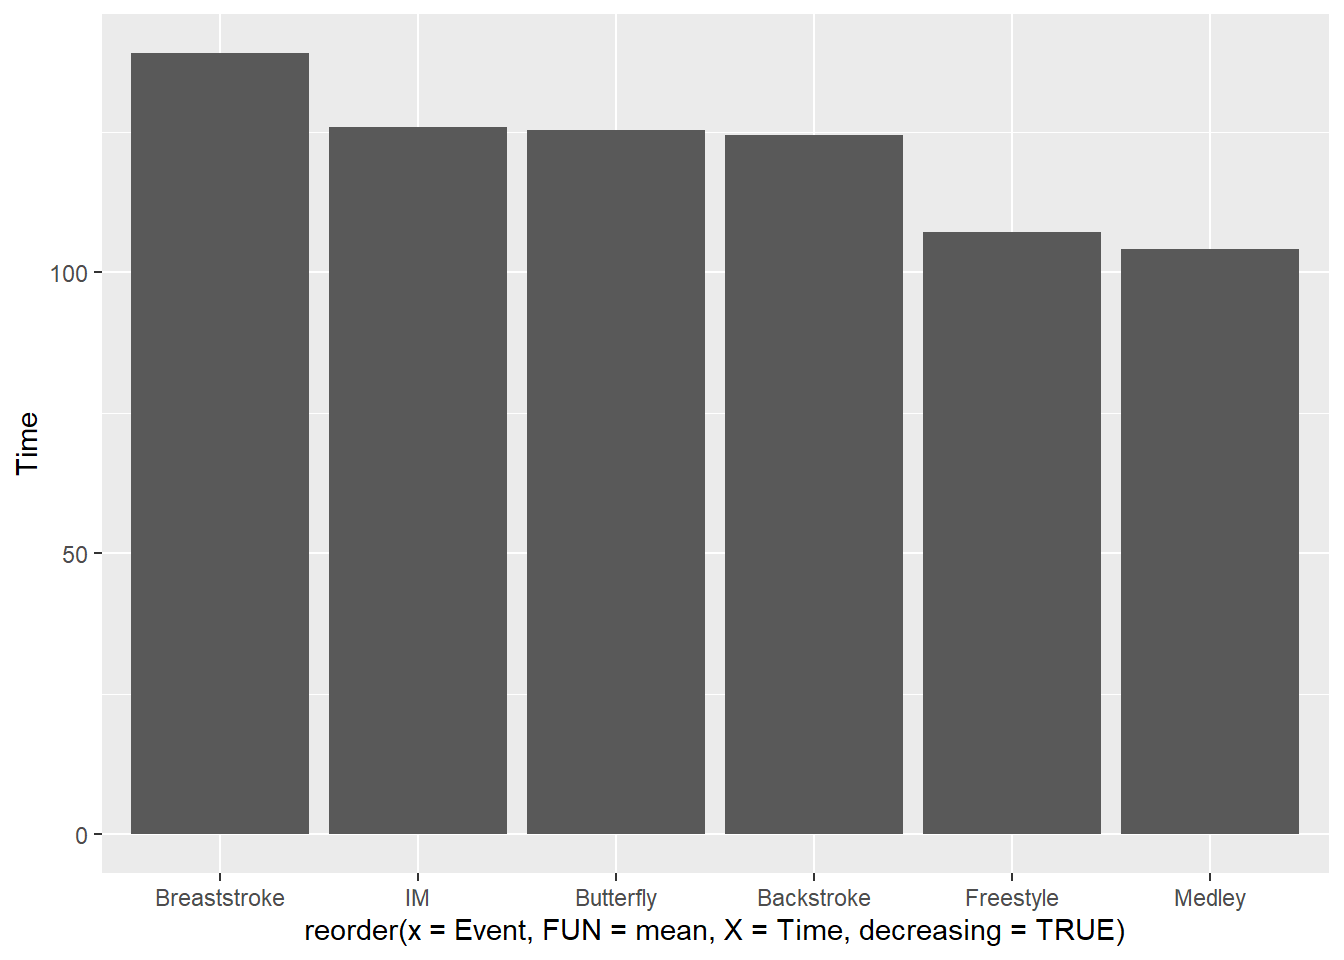 Time
100
50
0
Breaststroke IM Butterfly Backstroke Freestyle Medley
reorder(x = Event, FUN = mean, X = Time, decreasing = TRUE)